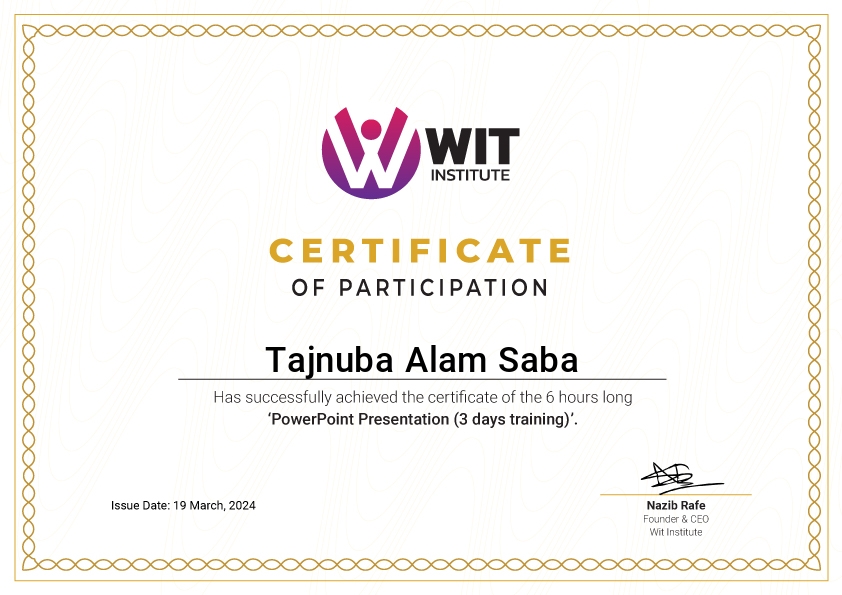 WIT
INSTITUTE
CERTIFICATE
OF PARTICIPATION
Tajnuba Alam Saba
Has successfully achieved the certificate of the 6 hours long
‘PowerPoint Presentation (3 days training)’.
Issue Date: 19 March, 2024
Nazib Rafe
Founder & CEO
Wit Institute